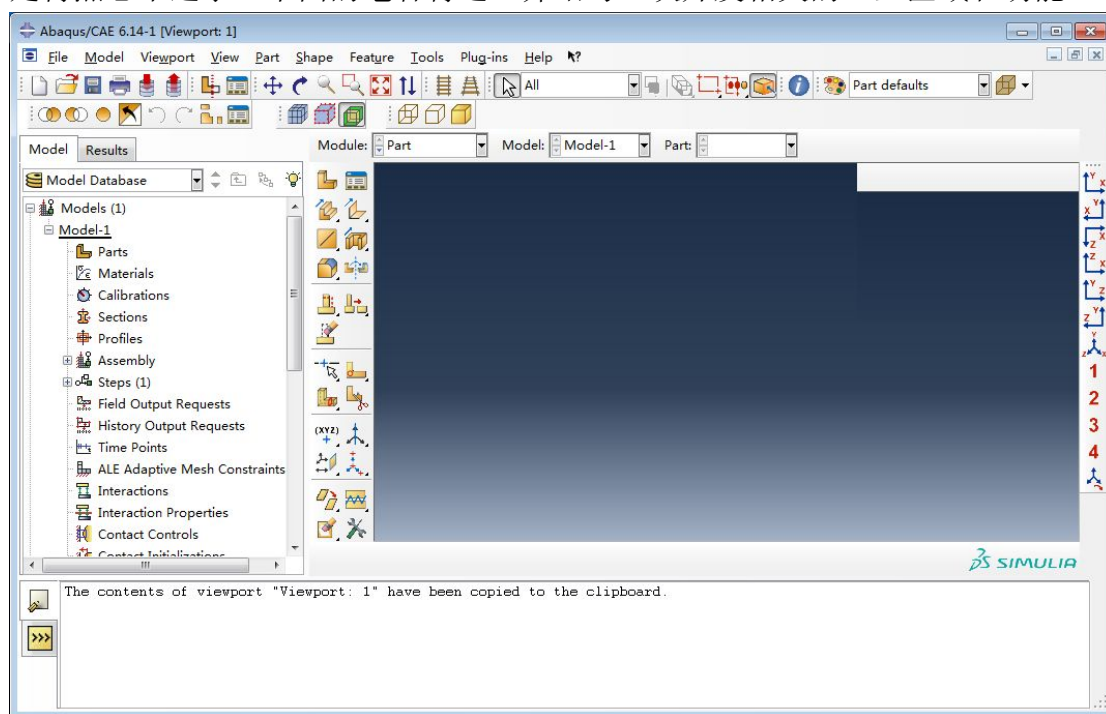 Abaqus/CAE 6.14-1 [Viewport: 1]
File Model Viewport View Part Shape Feature Tools Plug-ins Help
All
Part defaults
Model Results
Module: Part Model: Model-1 Part:
Model Database
Models (1)
Model-1
Parts
Materials
Calibrations
Sections
Profiles
Assembly
Steps (1)
Field Output Requests
History Output Requests
Time Points
ALE Adaptive Mesh Constraints
Interactions
Interaction Properties
Contact Controls
Contact Initializations
(XYZ)
1
2
3
4
SIMULIA
The contents of viewport "Viewport: 1" have been copied to the clipboard.
>>>